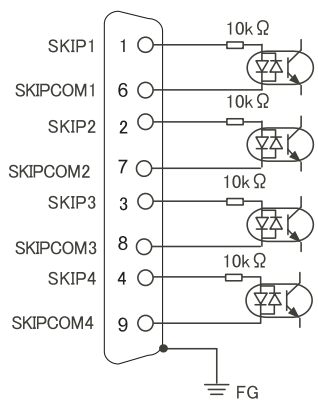 10kΩ
SKIP1 1
SKIPCOM1 6
10kΩ
SKIP2 2
SKIPCOM2 7
10kΩ
SKIP3 3
SKIPCOM3 8
10kΩ
SKIP4 4
SKIPCOM4 9
FG